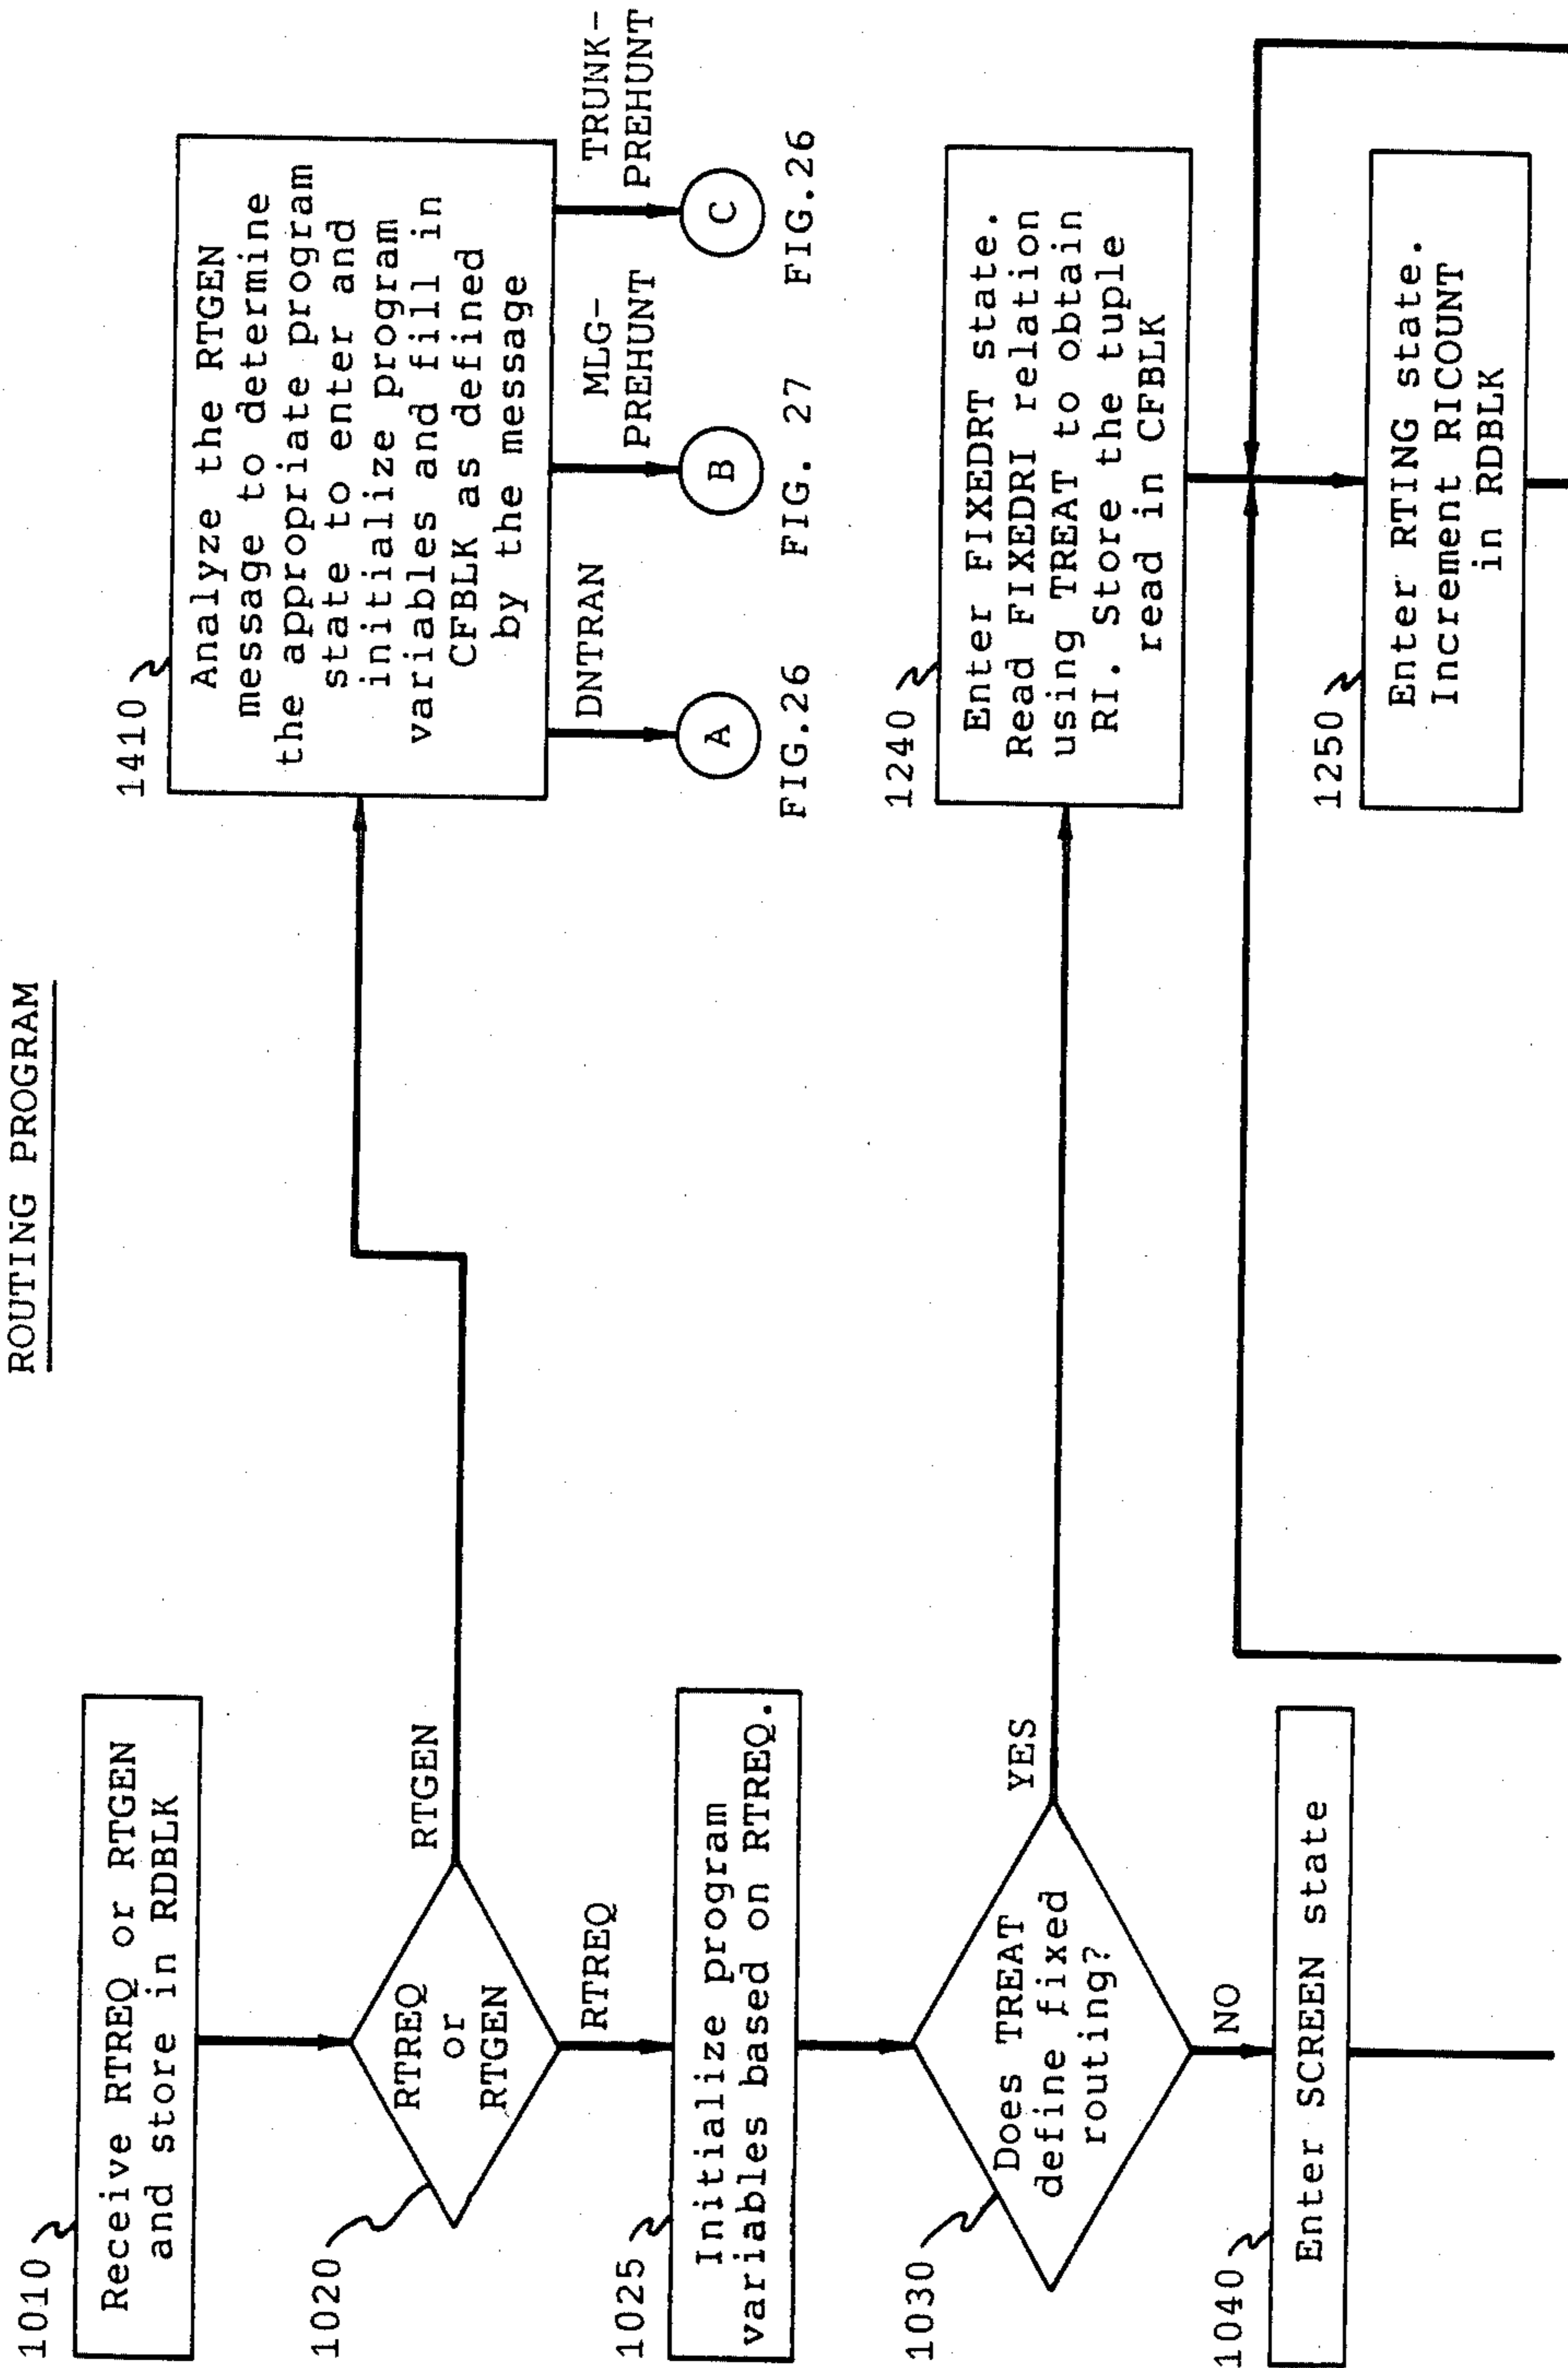 ROUTING PROGRAM
1010
Receive RTREQ or RTGEN
and store in RDBLK
1020
RTREQ
or
RTGEN
RTGEN
RTREQ
1025
Initialize program
variables based on RTREQ.
1030
Does TREAT
define fixed
routing?
YES
NO
1040
Enter SCREEN state
1410
Analyze the RTGEN
message to determine
the appropriate program
state to enter and
initialize program
variables and fill in
CFBLK as defined
by the message
DNTRAN
MLG-
PREHUNT
TRUNK-
PREHUNT
A
B
C
FIG.26
FIG. 27
FIG.26
1240
Enter FIXEDRT state.
Read FIXEDRI relation
using TREAT to obtain
RI. Store the tuple
read in CFBLK
1250
Enter RTING state.
Increment RICOUNT
in RDBLK